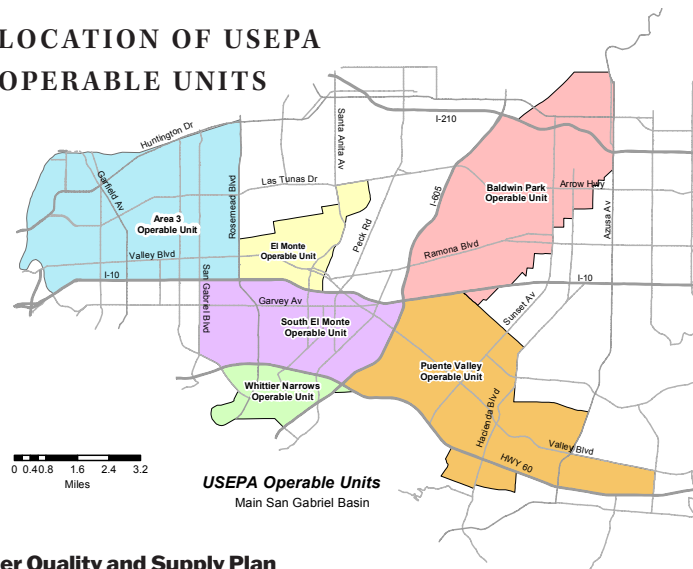 LOCATION OF USEPA
OPERABLE UNITS
Huntington Dr
Santa Anita Av
I-210
Garfield Av
Rosemead Blvd
Las Tunas Dr
I-605
Baldwin Park
Operable Unit
Arrow Hwy
Area 3
Operable Unit
El Monte
Operable Unit
Peck Rd
Azusa Av
Ramona Blvd
Valley Blvd
I-10
San Gabriel Blvd
Garvey Av
I-10
Sunset Av
South El Monte
Operable Unit
Puente Valley
Operable Unit
Whittier Narrows
Operable Unit
Hacienda Blvd
Valley Blvd
HWY 60
0 0.40.8 1.6 2.4 3.2
Miles
USEPA Operable Units
Main San Gabriel Basin
er Quality and Supply Plan